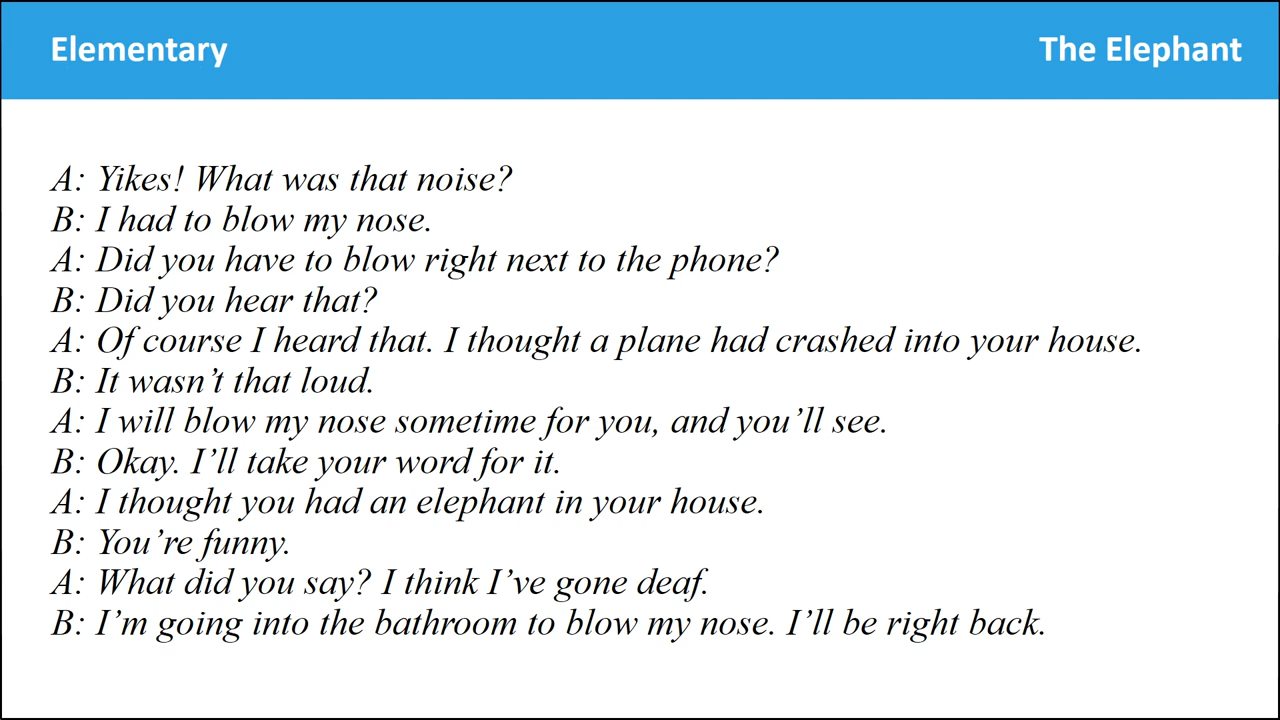 Elementary
The Elephant
A: Yikes! What was that noise?
B: I had to blow my nose.
A: Did you have to blow right next to the phone?
B: Did you hear that?
A: Of course I heard that. I thought a plane had crashed into your house.
B: It wasn’t that loud.
A: I will blow my nose sometime for you, and you’ll see.
B: Okay. I’ll take your word for it.
A: I thought you had an elephant in your house.
B: You’re funny.
A: What did you say? I think I’ve gone deaf.
B: I’m going into the bathroom to blow my nose. I’ll be right back.